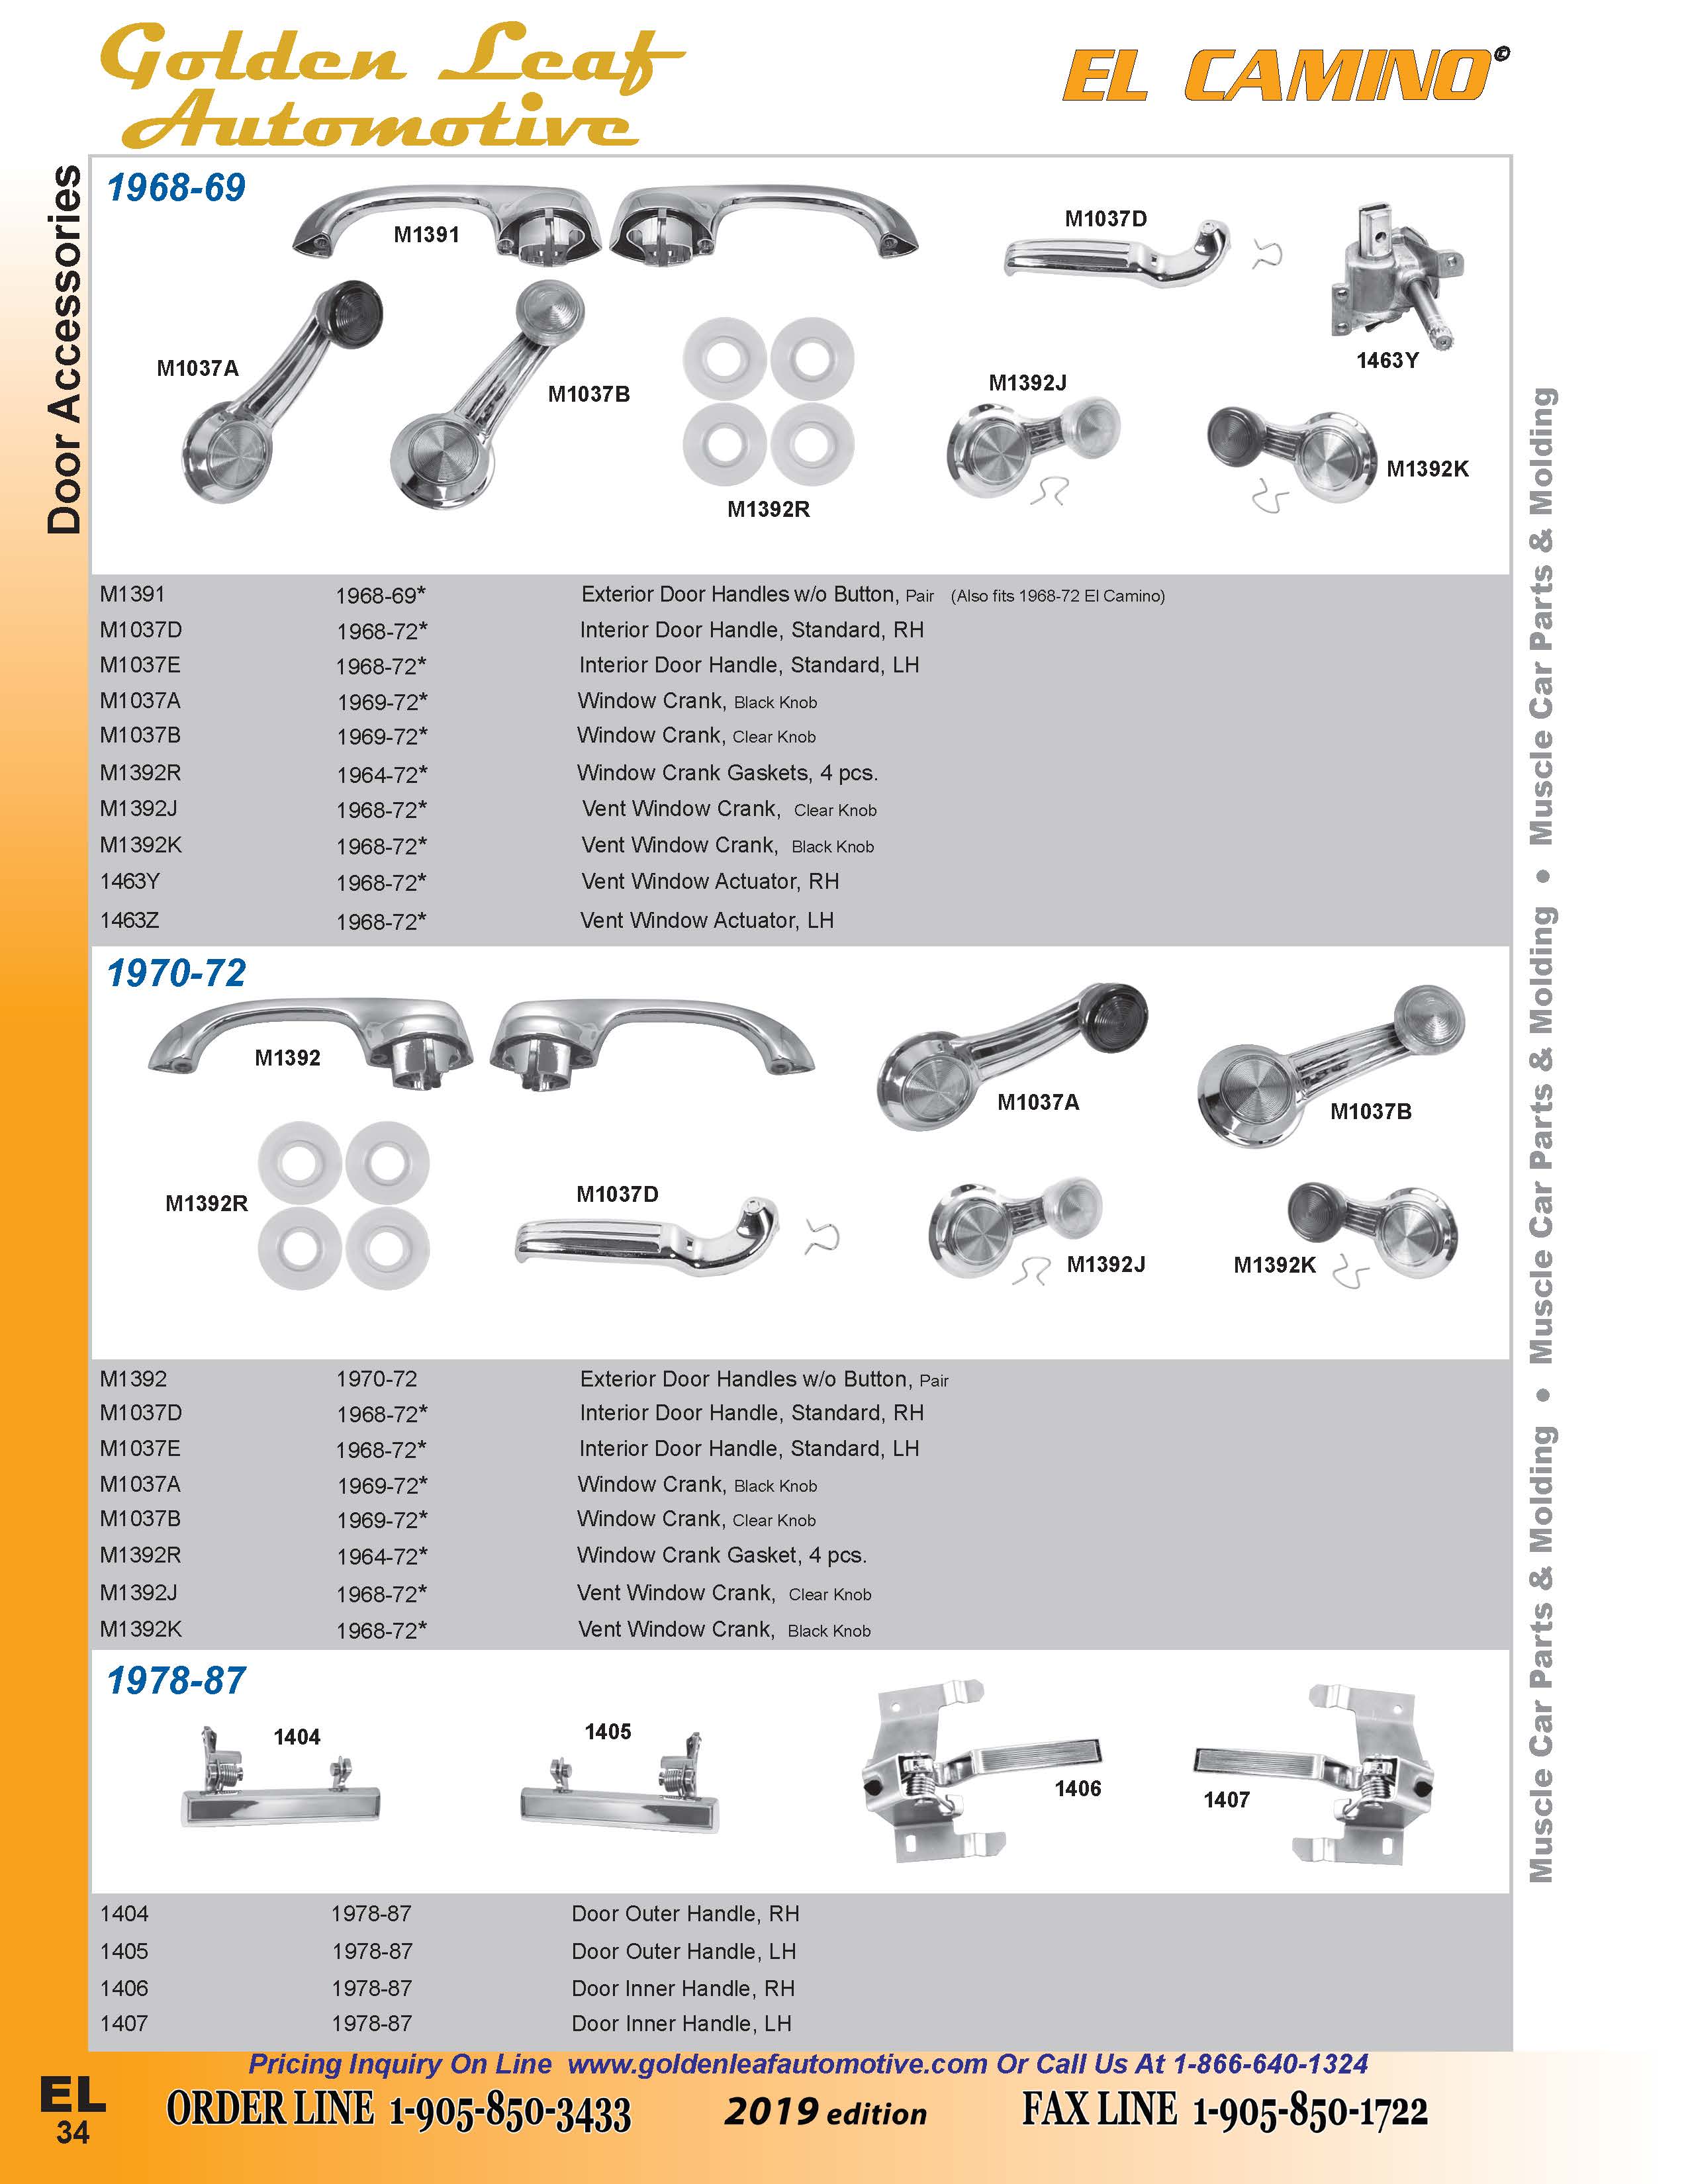 Golden Leaf
Automotive
EL CAMINO©
Door Accessories
1968-69
M1391
M1037D
1463Y
M1037A
M1037B
M1392J
M1392K
M1392R
M1391 1968-69* Exterior Door Handles w/o Button, Pair (Also fits 1968-72 El Camino)
M1037D 1968-72* Interior Door Handle, Standard, RH
M1037E 1968-72* Interior Door Handle, Standard, LH
M1037A 1969-72* Window Crank, Black Knob
M1037B 1969-72* Window Crank, Clear Knob
M1392R 1964-72* Window Crank Gaskets, 4 pcs.
M1392J 1968-72* Vent Window Crank, Clear Knob
M1392K 1968-72* Vent Window Crank, Black Knob
1463Y 1968-72* Vent Window Actuator, RH
1463Z 1968-72* Vent Window Actuator, LH
1970-72
M1392
M1037A
M1037B
M1392R
M1037D
M1392J
M1392K
M1392 1970-72 Exterior Door Handles w/o Button, Pair
M1037D 1968-72* Interior Door Handle, Standard, RH
M1037E 1968-72* Interior Door Handle, Standard, LH
M1037A 1969-72* Window Crank, Black Knob
M1037B 1969-72* Window Crank, Clear Knob
M1392R 1964-72* Window Crank Gasket, 4 pcs.
M1392J 1968-72* Vent Window Crank, Clear Knob
M1392K 1968-72* Vent Window Crank, Black Knob
1978-87
1404
1405
1406
1407
1404 1978-87 Door Outer Handle, RH
1405 1978-87 Door Outer Handle, LH
1406 1978-87 Door Inner Handle, RH
1407 1978-87 Door Inner Handle, LH
Muscle Car Parts & Molding • Muscle Car Parts & Molding • Muscle Car Parts & Molding
Pricing Inquiry On Line www.goldenleafautomotive.com Or Call Us At 1-866-640-1324
EL
34
ORDER LINE 1-905-850-3433 2019 edition FAX LINE 1-905-850-1722